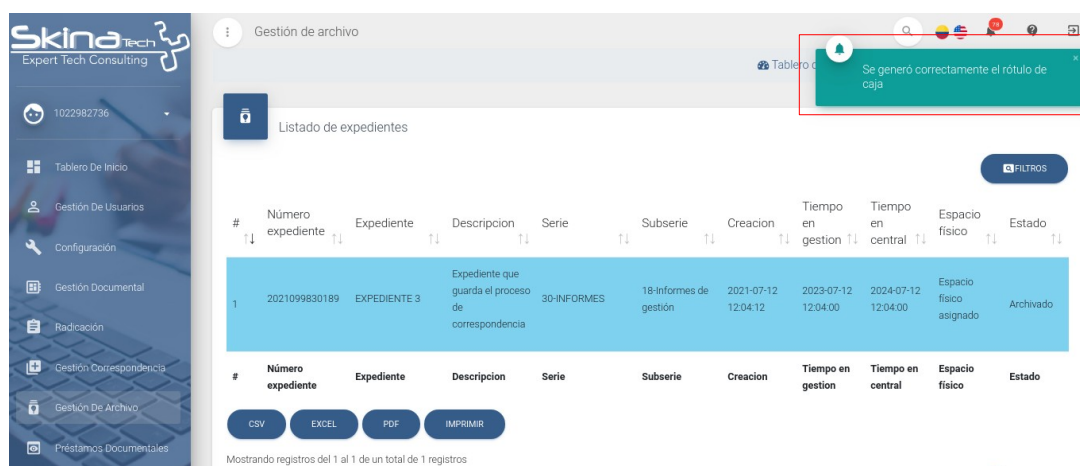 Skina Tech
Expert Tech Consulting
Gestión de archivo
78
Tablero
Se generó correctamente el rótulo de
caja
1022982736
Listado de expedientes
Tablero De Inicio
FILTROS
Gestión De Usuarios
# Número expediente Expediente Descripcion Serie Subserie Creacion Tiempo en gestion Tiempo en central Espacio físico Estado
Configuración
Gestión Documental
1 2021099830189 EXPEDIENTE 3 Expediente que guarda el proceso de correspondencia 30-INFORMES 18-Informes de gestión 2021-07-12 12:04:12 2023-07-12 12:04:00 2024-07-12 12:04:00 Espacio físico asignado Archivado
Radicación
Gestión Correspondencia
# Número expediente Expediente Descripcion Serie Subserie Creacion Tiempo en gestion Tiempo en central Espacio físico Estado
Gestión De Archivo
CSV EXCEL PDF IMPRIMIR
Préstamos Documentales
Mostrando registros del 1 al 1 de un total de 1 registros